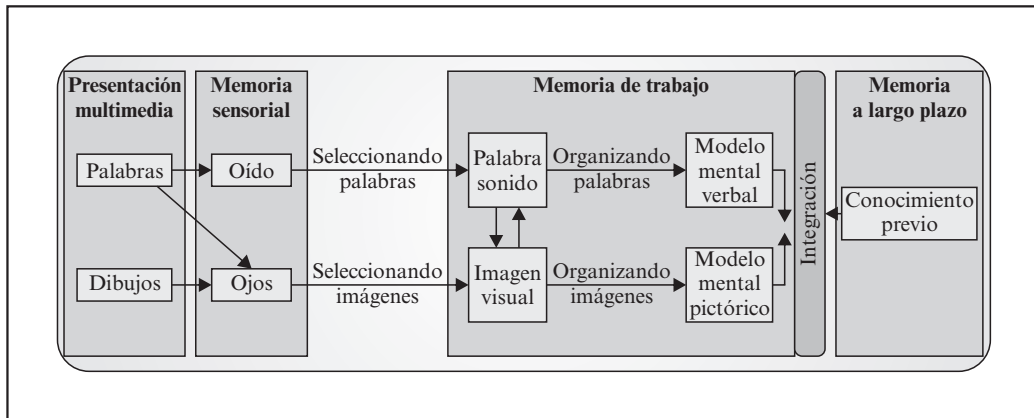 Presentación
multimedia
Memoria
sensorial
Memoria de trabajo
Memoria
a largo plazo
Palabras
Oído
Seleccionando
palabras
Palabra
sonido
Organizando
palabras
Modelo
mental
verbal
Integración
Conocimiento
previo
Dibujos
Ojos
Seleccionando
imágenes
Imagen
visual
Organizando
imágenes
Modelo
mental
pictórico